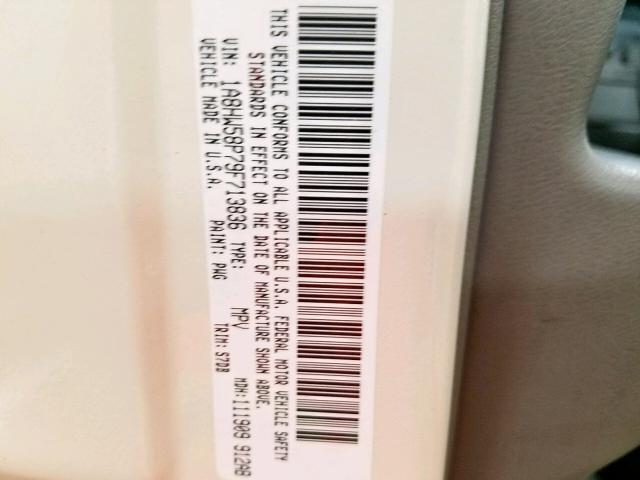 THIS VEHICLE CONFORMS TO ALL APPLICABLE U.S.A. FEDERAL MOTOR VEHICLE SAFETY
STANDARDS IN EFFECT ON THE DATE OF MANUFACTURE SHOWN ABOVE.
VIN: 1A8HW58P79F713836 TYPE: MPV MDH:111909 912AB
VEHICLE MADE IN U.S.A. PAINT: PWG TRIM: S7DB